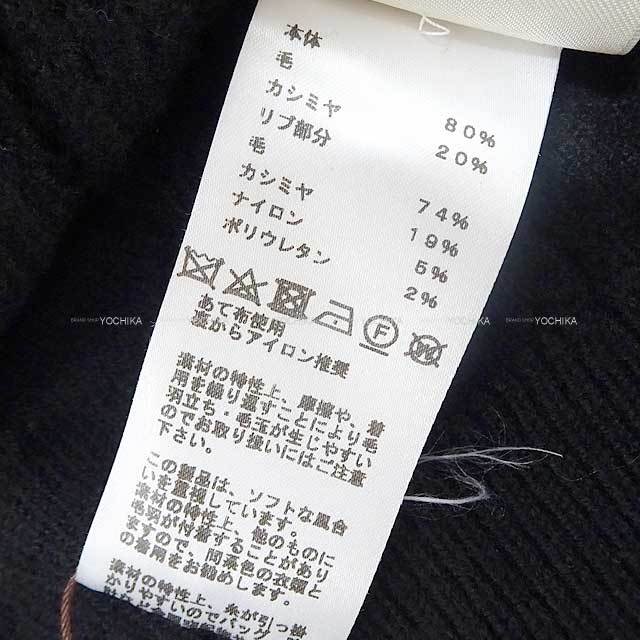 本体
毛 80%
カシミヤ 20%
リブ部分
毛 74%
カシミヤ 19%
ナイロン 5%
ポリウレタン 2%
F
あて布使用
裏からアイロン推奨
素材の特性上、摩擦や、着
用を繰り返すことにより毛
羽立ち・毛玉が生じやすい
のでお取り扱いにはご注意
下さい。
この製品は、ソフトな風合
いを重視しています。
素材の特性上、他のものに
毛羽が付着することがあり
ますので、同素色の衣類と
の着用をお勧めします。
素材の特性上、糸が引っ掛
かりやすいのでバッグ
BRAND SHOP YOCHIKA
BRAND SHOP YOCHIKA
BRAND SHOP YOCHIKA